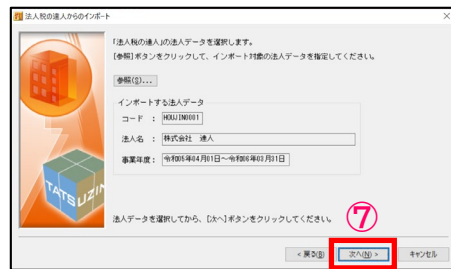 法人税の達人からのインポート
「法人税の達人」の法人データを選択します。
[参照]ボタンをクリックして、インポート対象の法人データを指定してください。
参照(Q)...
インポートする法人データ
コード : HOUJIN0001
法人名 : 株式会社 達人
事業年度 : 令和05年04月01日～令和06年03月31日
TATSUZIN
法人データを選択してから、[次へ]ボタンをクリックしてください。
⑦
< 戻る(B)
次へ(N) >
キャンセル